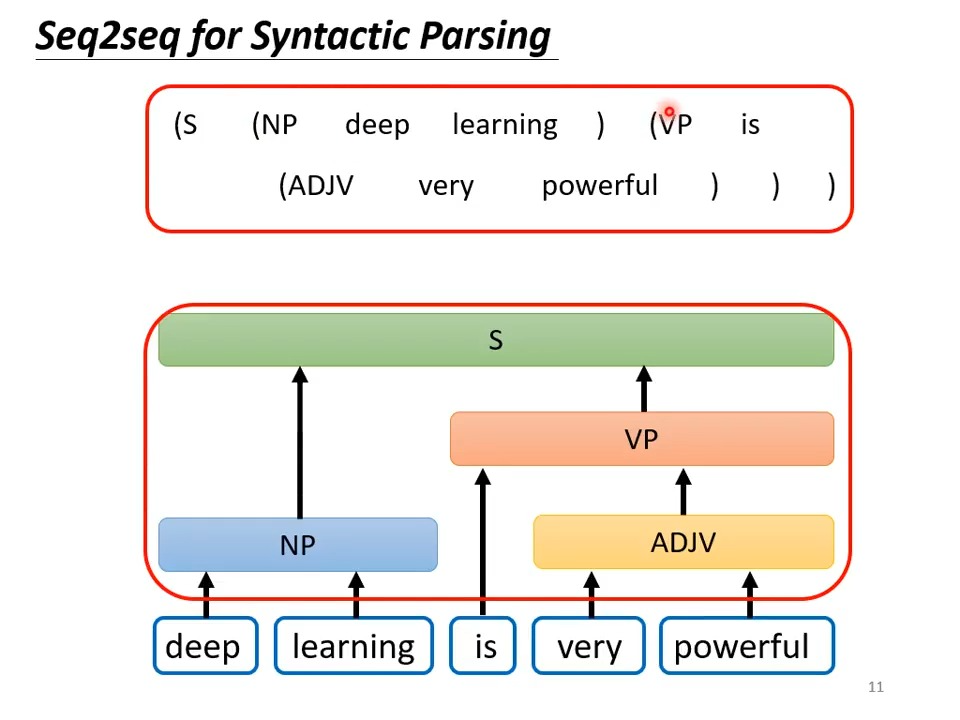 Seq2seq for Syntactic Parsing
(S (NP deep learning ) (VP is
(ADJV very powerful ) ) )
S
VP
NP ADJV
deep learning is very powerful
11